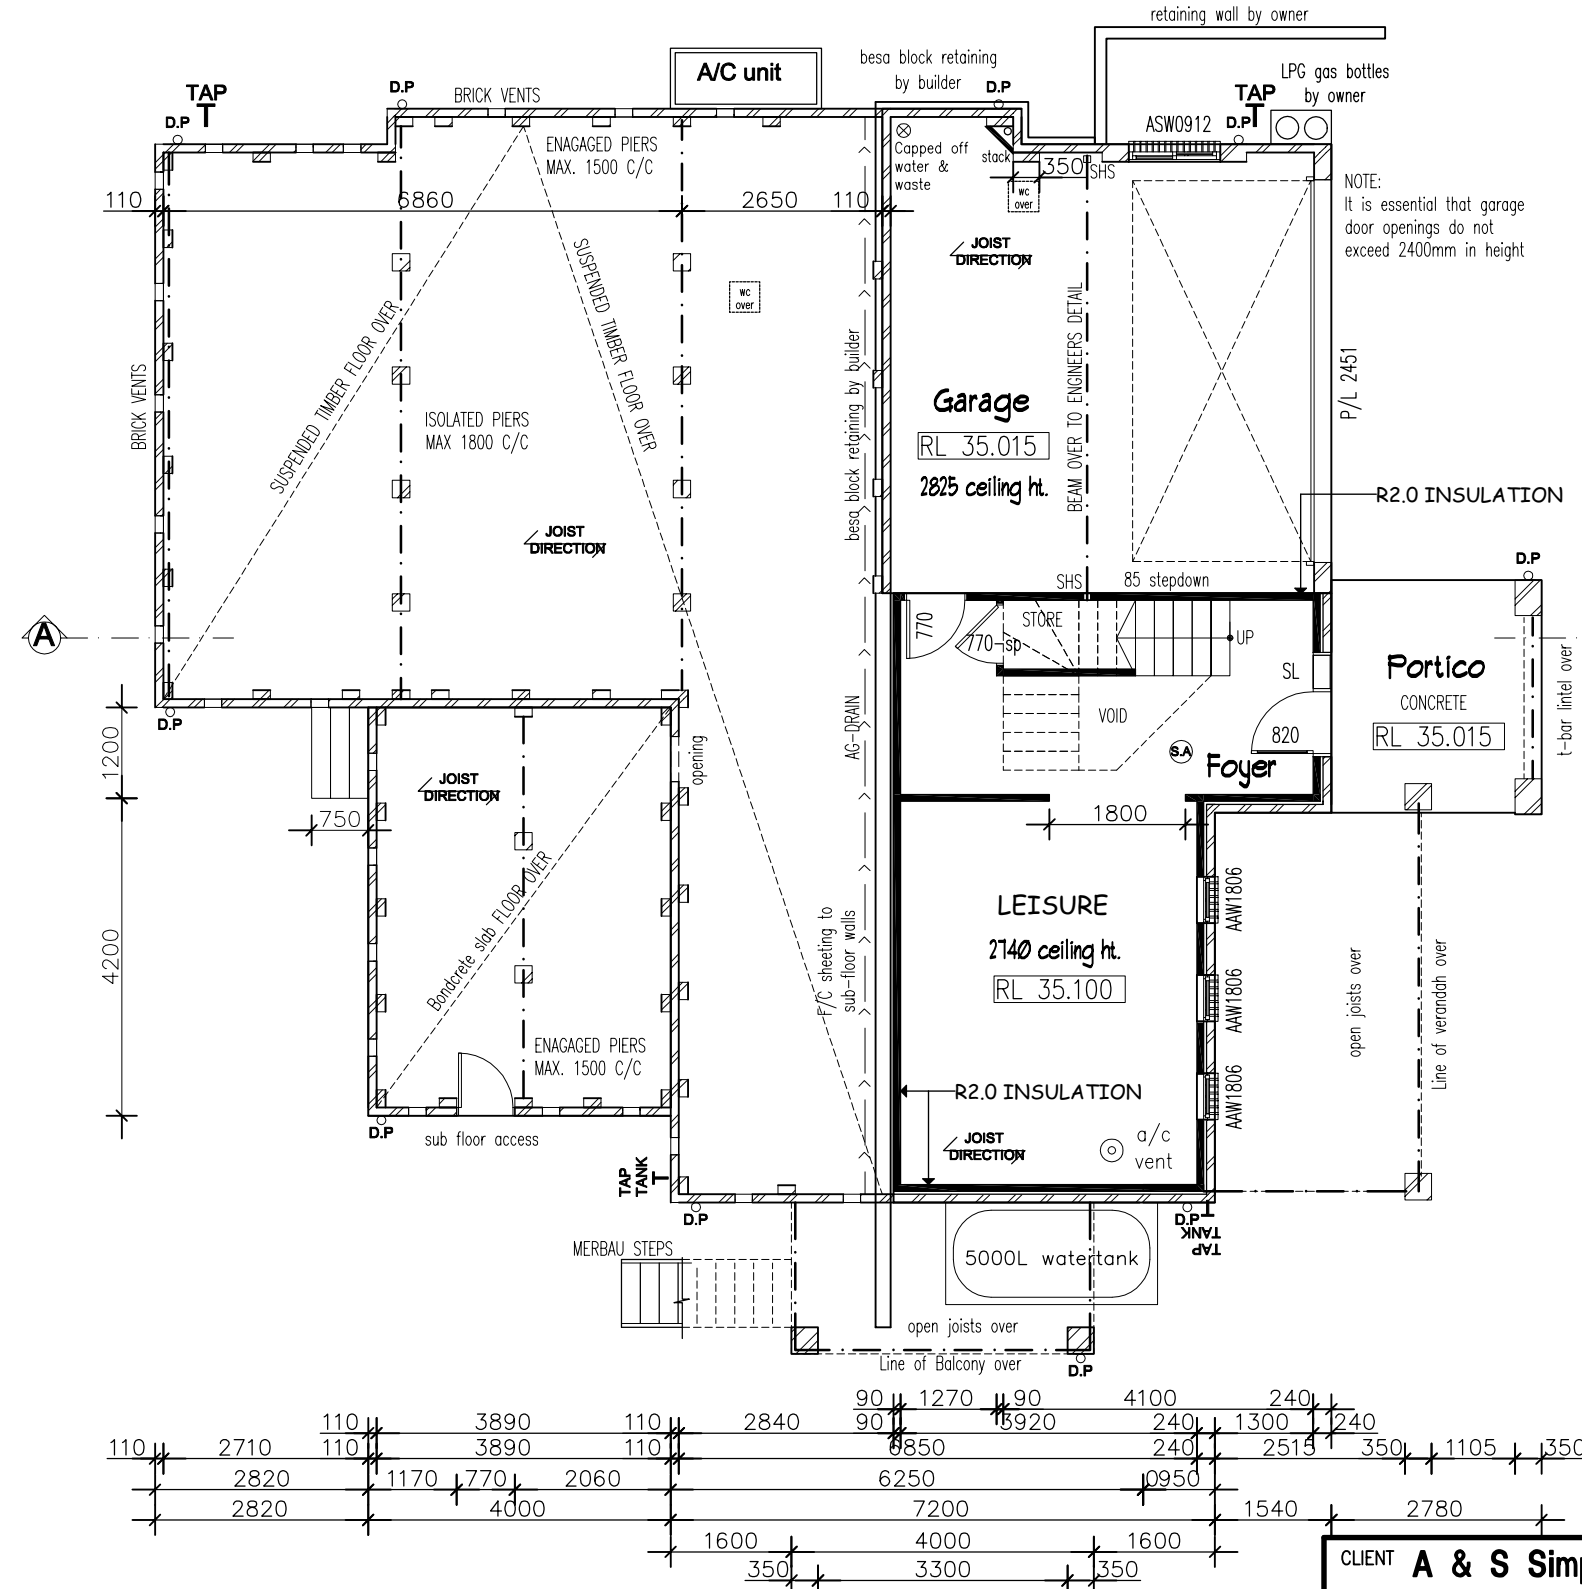 retaining wall by owner
besa block retaining
by builder
LPG gas bottles
by owner
A/C unit
TAP
D.P
BRICK VENTS
D.P
D.P
TAP
D.P
ASW0912
ENAGAGED PIERS
MAX. 1500 C/C
Capped off
water &
waste
stack
350
SHS
wc
over
NOTE:
It is essential that garage
door openings do not
exceed 2400mm in height
110
6860
2650
110
JOIST
DIRECTION
wc
over
SUSPENDED TIMBER FLOOR OVER
SUSPENDED TIMBER FLOOR OVER
BRICK VENTS
ISOLATED PIERS
MAX 1800 C/C
besa block retaining by builder
BEAM OVER TO ENGINEERS DETAIL
P/L 2451
Garage
RL 35.015
2825 ceiling ht.
R2.0 INSULATION
JOIST
DIRECTION
SHS
85 stepdown
D.P
A
770
770-sp
STORE
UP
SL
Portico
CONCRETE
RL 35.015
t-bar lintel over
D.P
VOID
S.A
820
Foyer
AG-DRAIN
opening
1200
JOIST
DIRECTION
750
1800
4200
Bondcrete slab FLOOR OVER
LEISURE
2740 ceiling ht.
RL 35.100
AAW1806
AAW1806
AAW1806
F/C sheeting to
sub-floor walls
open joists over
Line of verandah over
ENAGAGED PIERS
MAX. 1500 C/C
R2.0 INSULATION
D.P
sub floor access
JOIST
DIRECTION
a/c
vent
TAP
TANK
D.P
D.P
TAP
TANK
MERBAU STEPS
5000L watertank
open joists over
Line of Balcony over
D.P
90 1270 90 4100 240
110 3890 110 2840 90 3920 240 1300 240
110 2710 110 3890 110 6850 240 2515 350 1105 350
2820 1170 770 2060 6250 0950
2820 4000 7200 1540 2780
1600 4000 1600
350 3300 350
CLIENT A & S